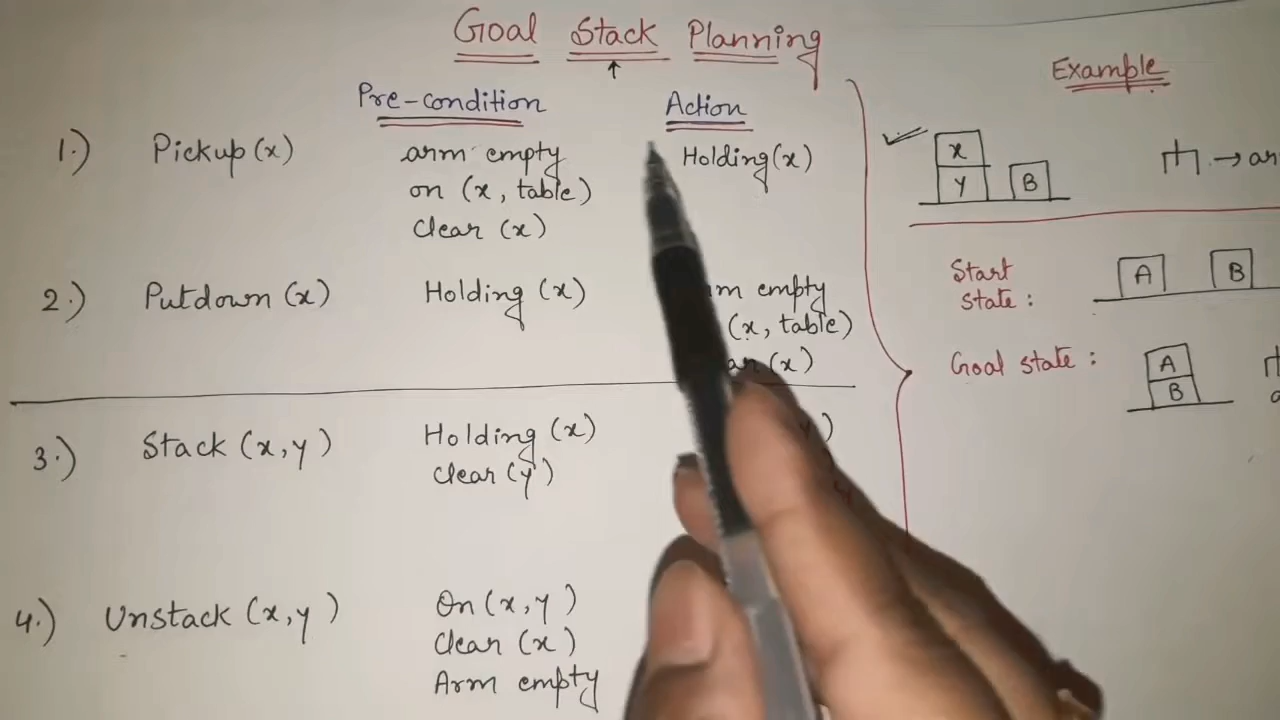 Goal Stack Planning
Pre-condition Action
1.) Pickup (x) arm empty Holding (x)
on (x, table)
Clear (x)
2.) Putdown (x) Holding (x) empty
(x, table)
(x)
3.) Stack (x, y) Holding (x)
Clear (y)
4.) Unstack (x, y) On (x, y)
Clear (x)
Arm empty
Example
x
y B
Start A B
state :
Goal state : A
B